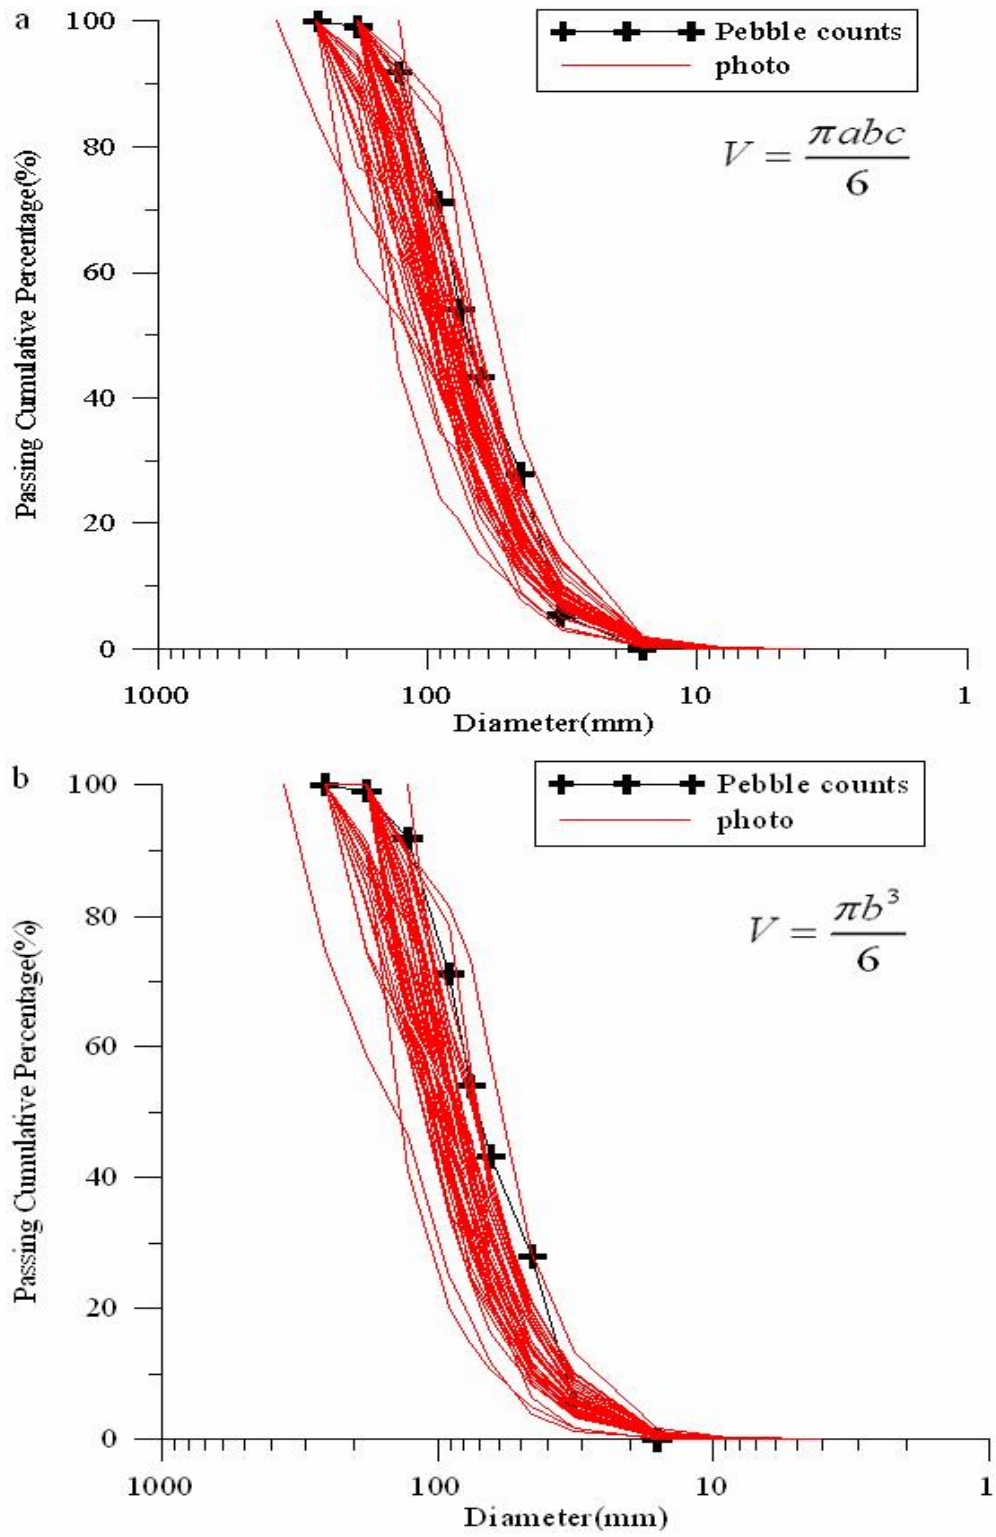 a
100
80
60
40
20
0
Passing Cumulative Percentage(%)
Pebble counts
photo
V = πabc / 6
1000 100 10 1
Diameter(mm)
b
100
80
60
40
20
0
Passing Cumulative Percentage(%)
Pebble counts
photo
V = πb³ / 6
1000 100 10 1
Diameter(mm)